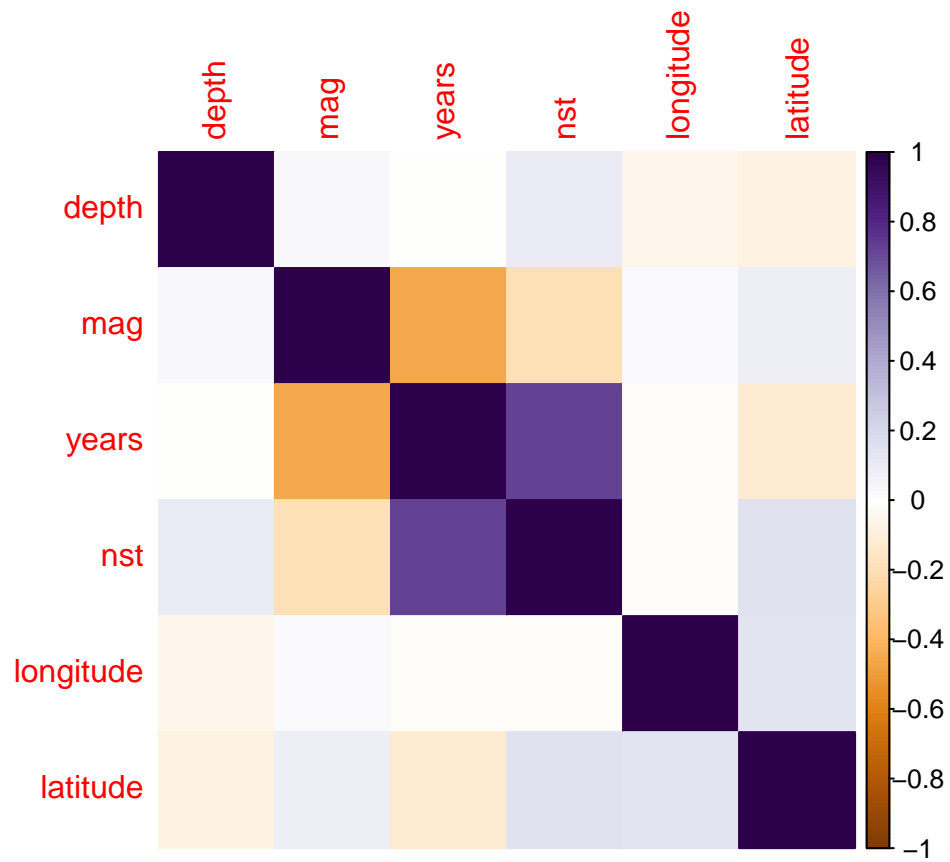 depth
mag
years
nst
longitude
latitude
depth
mag
years
nst
longitude
latitude
1
0.8
0.6
0.4
0.2
0
−0.2
−0.4
−0.6
−0.8
−1